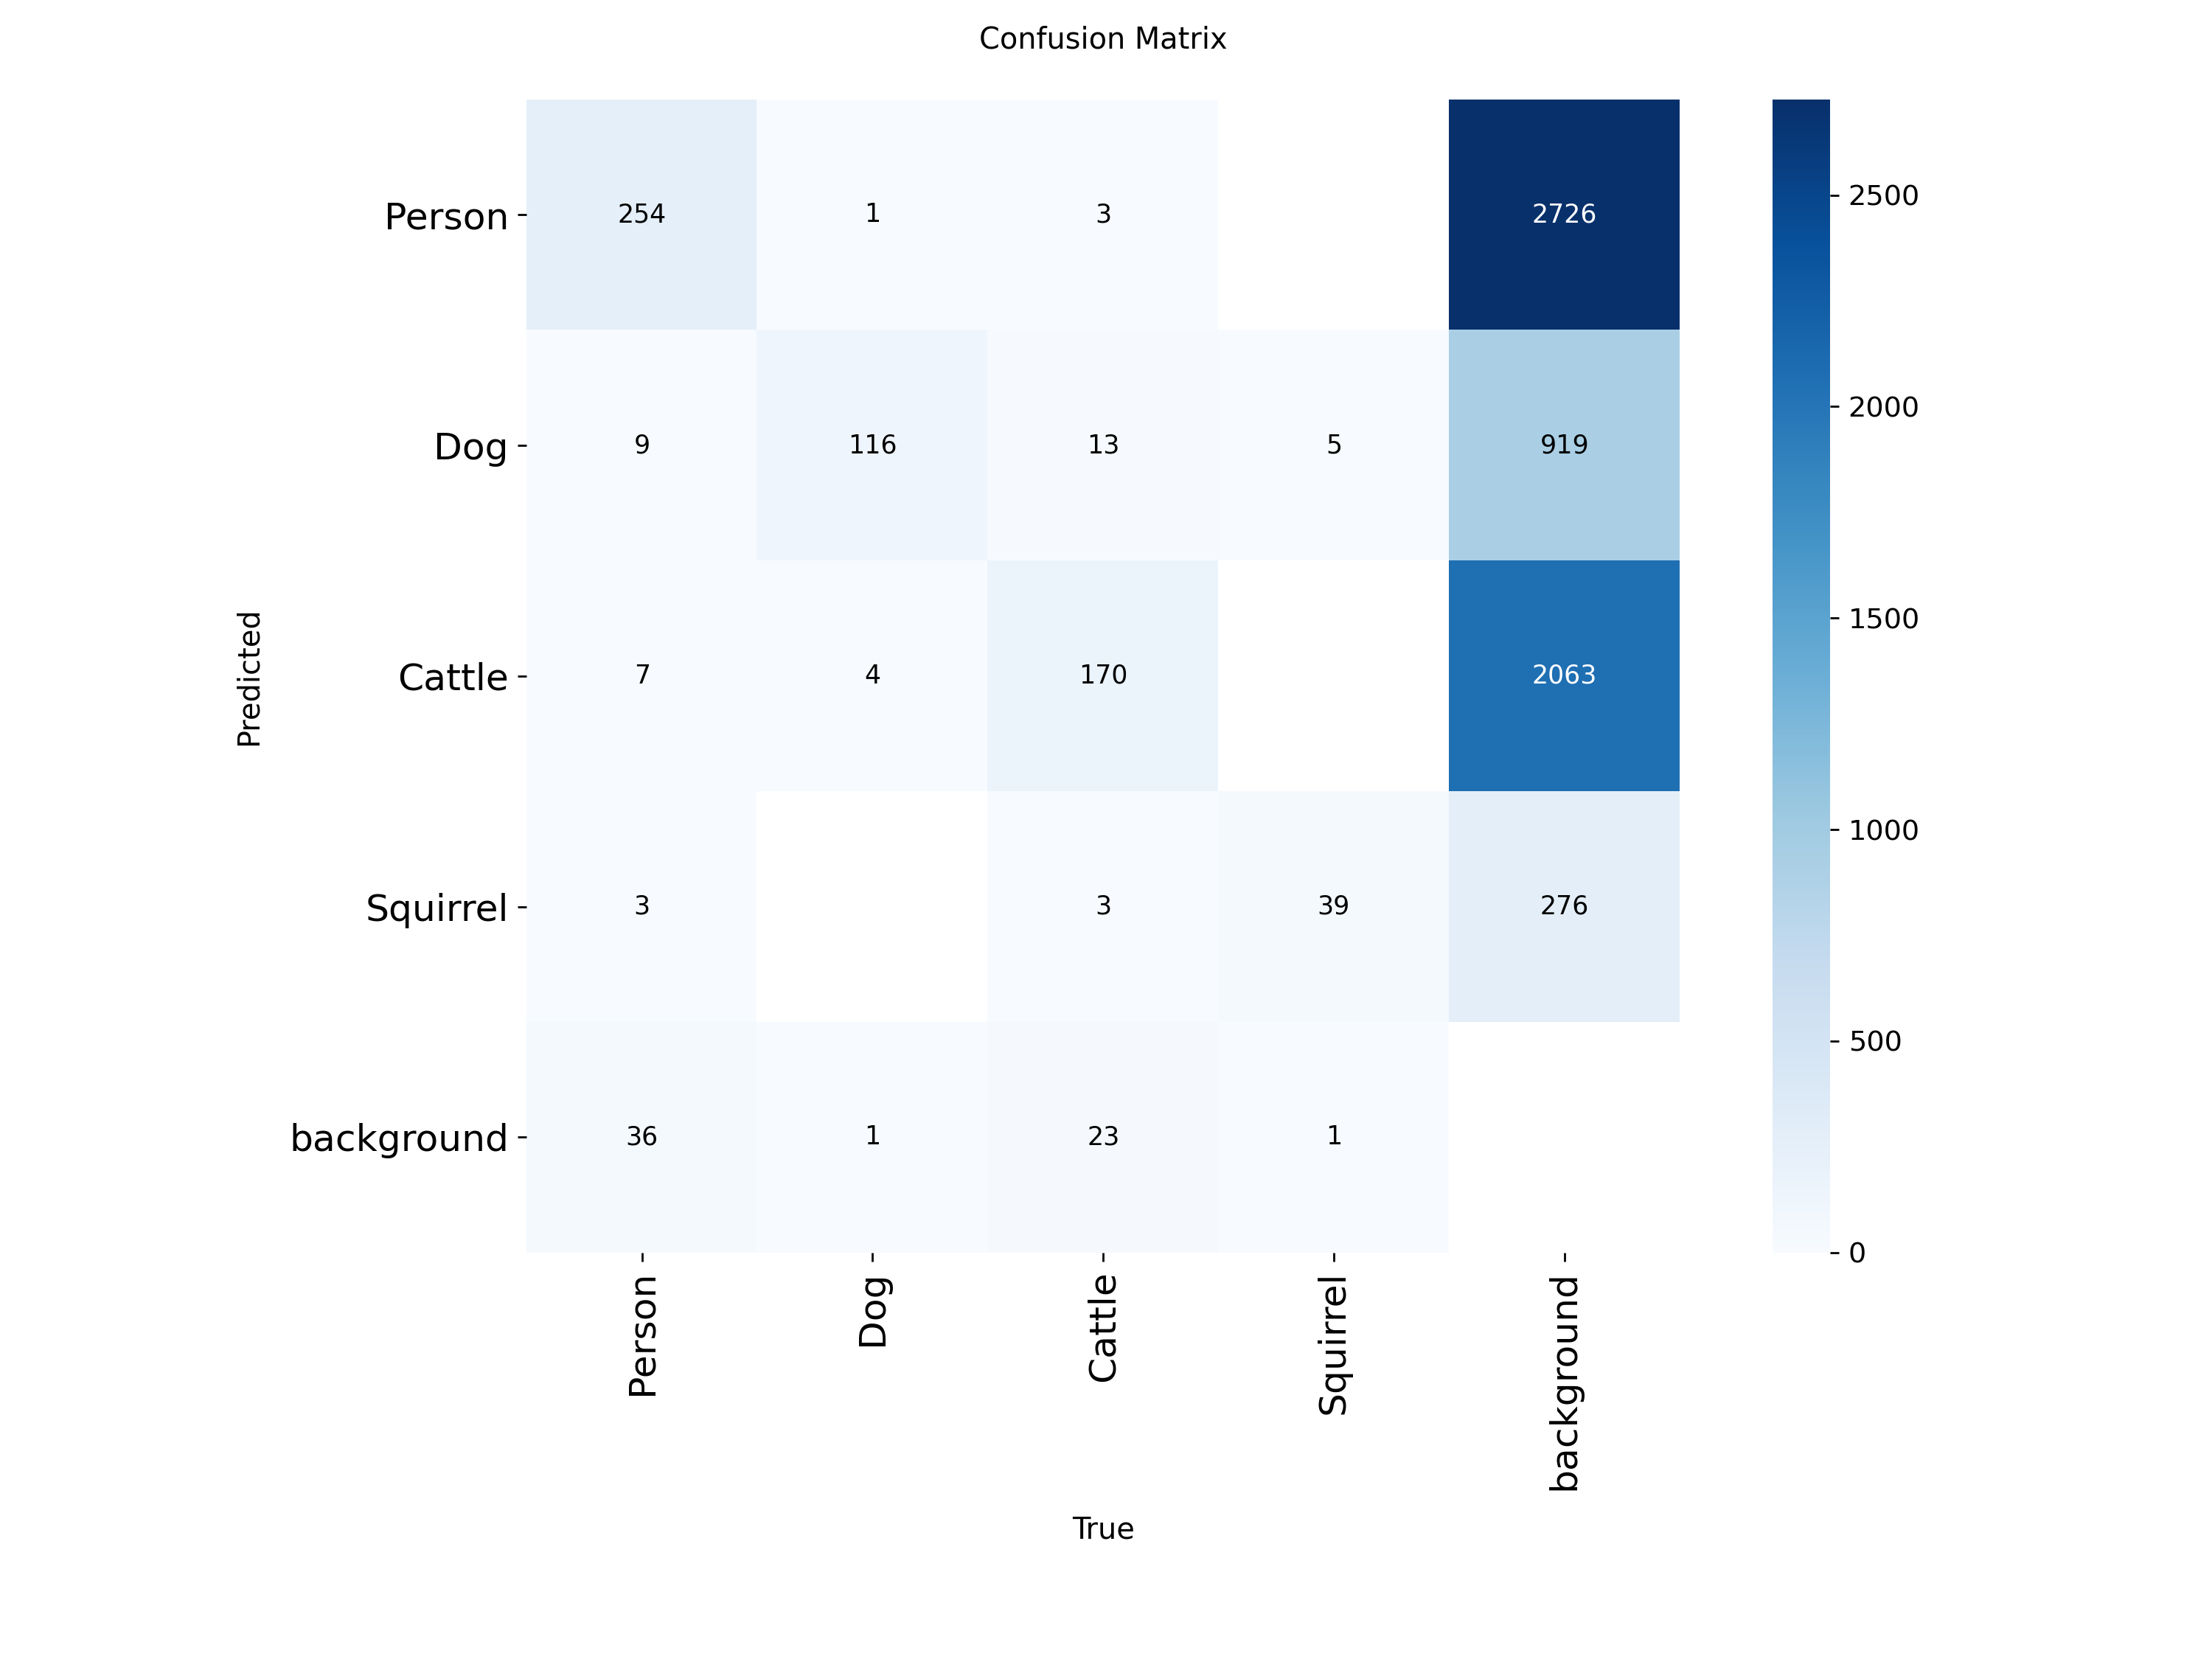 Confusion Matrix
Person 254 1 3 2726
Dog 9 116 13 5 919
Cattle 7 4 170 2063
Squirrel 3 3 39 276
background 36 1 23 1
Person Dog Cattle Squirrel background
Predicted
True
2500
2000
1500
1000
500
0